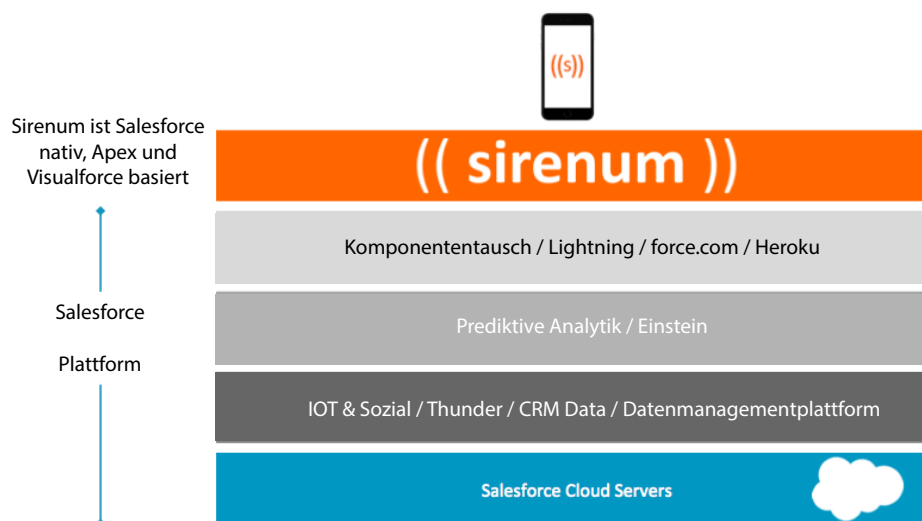 ((s))
Sirenum ist Salesforce
nativ, Apex und
Visualforce basiert
(( sirenum ))
Komponententausch / Lightning / force.com / Heroku
Salesforce
Prediktive Analytik / Einstein
Plattform
IOT & Sozial / Thunder / CRM Data / Datenmanagementplattform
Salesforce Cloud Servers